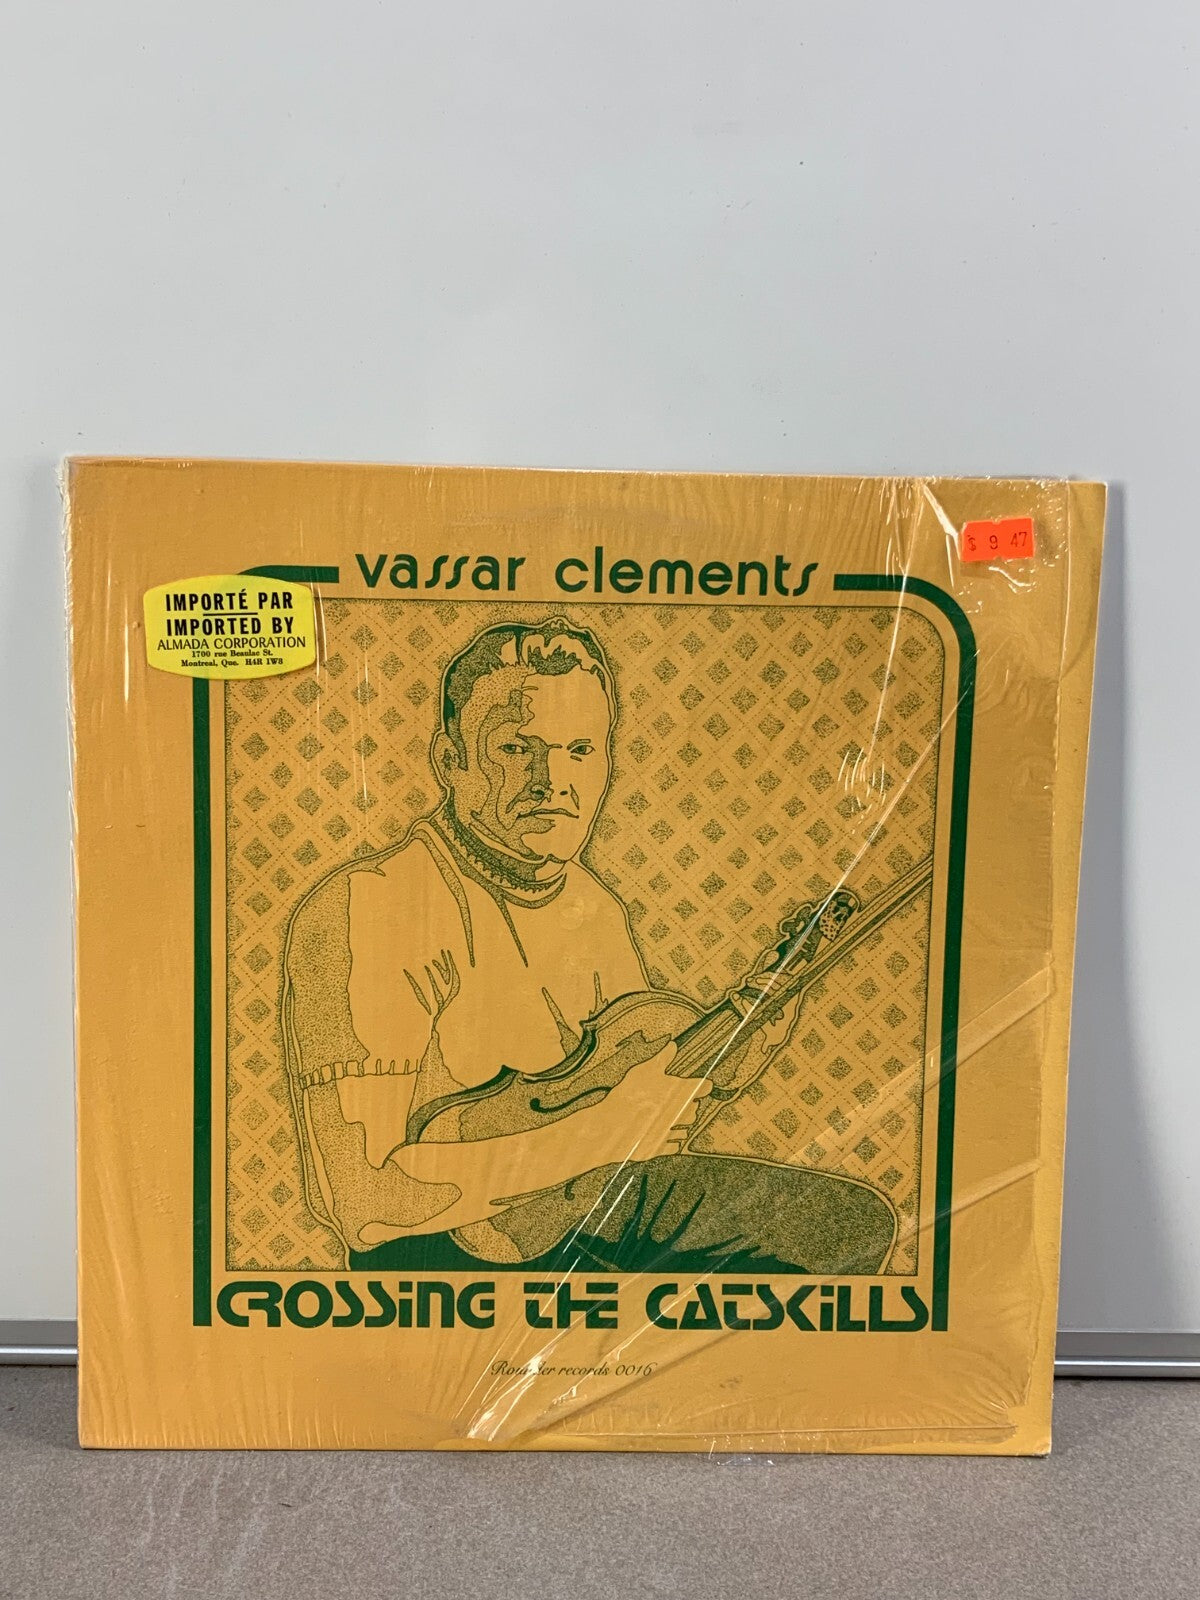 vassar clements
$ 9 47
IMPORTÉ PAR
IMPORTED BY
ALMADA CORPORATION
1700 rue Beaulac St.
Montreal, Que. H4R 1W8
CROSSING THE CATSKILLS
Rounder records 0016